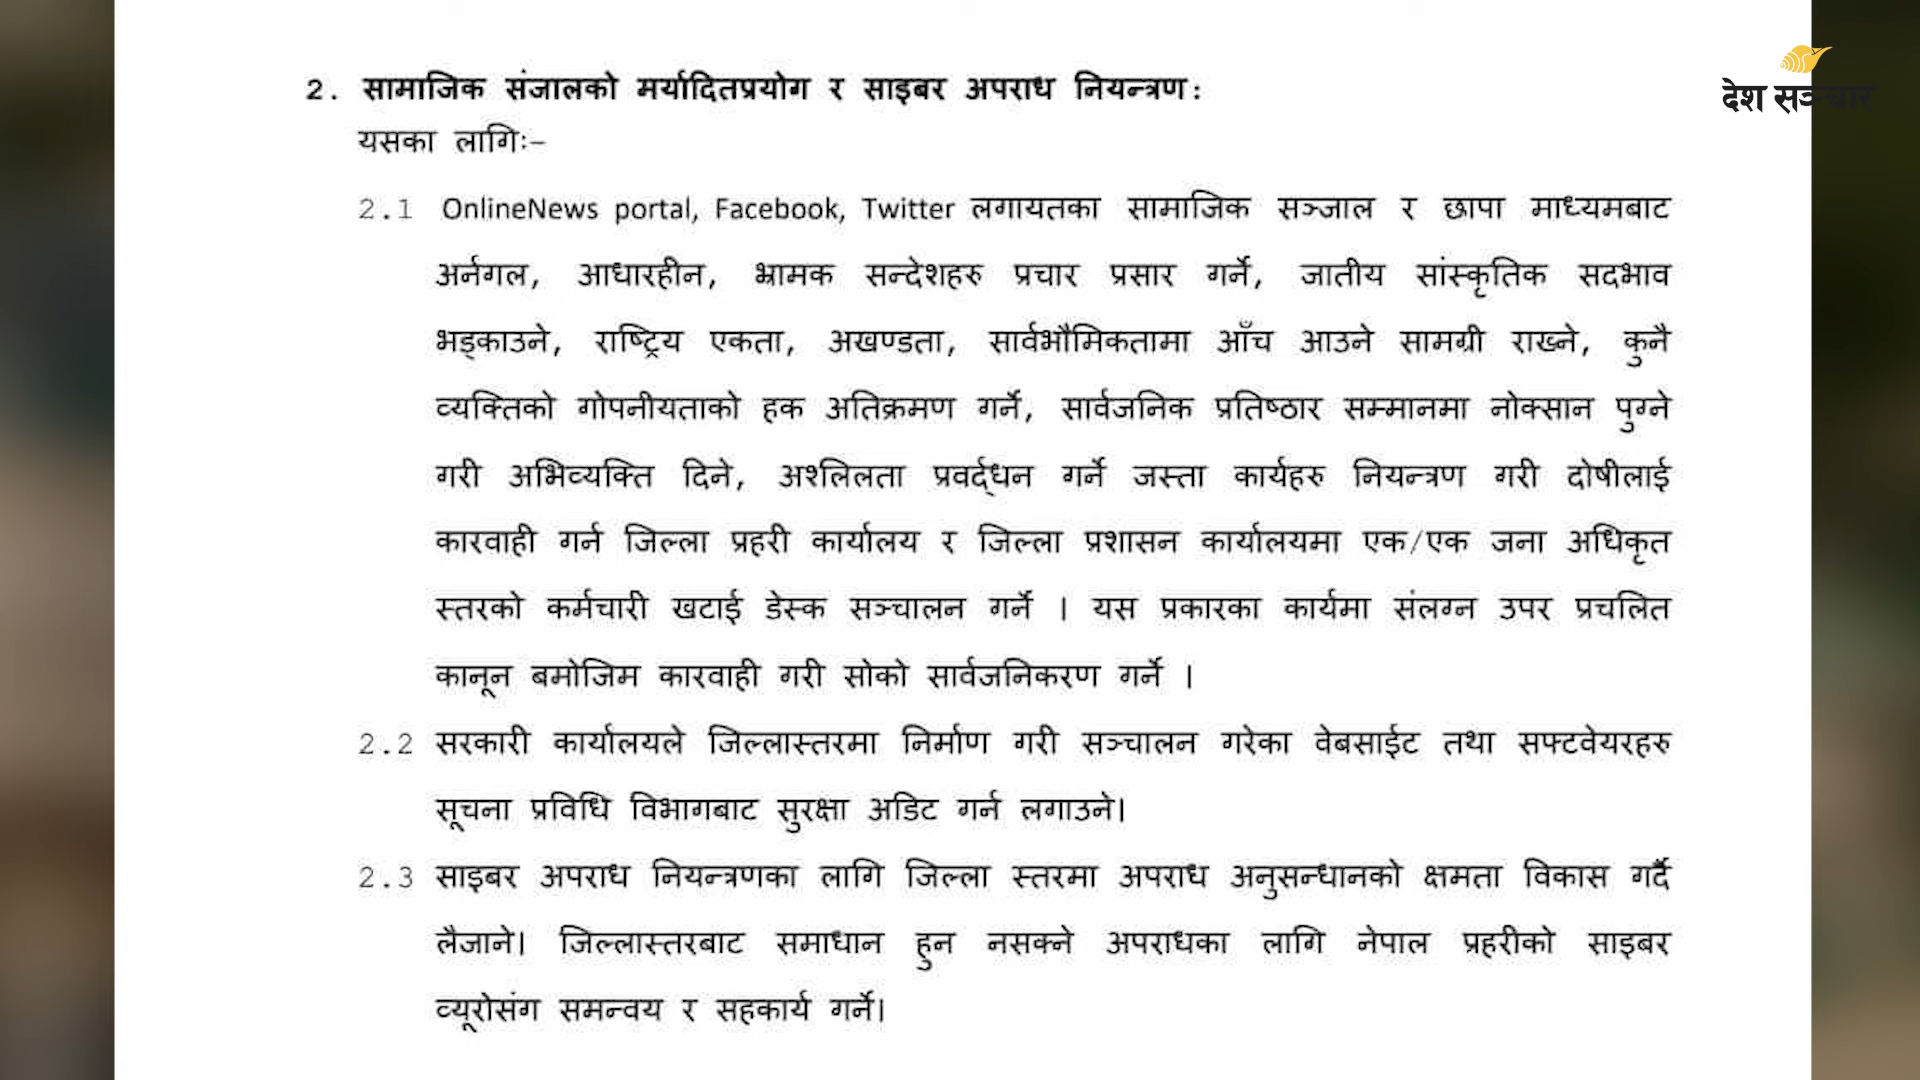 देश सञ्चार
2. सामाजिक संजालको मर्यादितप्रयोग र साइबर अपराध नियन्त्रण:
यसका लागिः–
2.1 OnlineNews portal, Facebook, Twitter लगायतका सामाजिक सञ्जाल र छापा माध्यमबाट
अर्नगल, आधारहीन, भ्रामक सन्देशहरु प्रचार प्रसार गर्ने, जातीय सांस्कृतिक सदभाव
भड्काउने, राष्ट्रिय एकता, अखण्डता, सार्वभौमिकतामा आँच आउने सामग्री राख्ने, कुनै
व्यक्तिको गोपनीयताको हक अतिक्रमण गर्ने, सार्वजनिक प्रतिष्ठार सम्मानमा नोक्सान पुग्ने
गरी अभिव्यक्ति दिने, अश्लिलता प्रवर्द्धन गर्ने जस्ता कार्यहरु नियन्त्रण गरी दोषीलाई
कारवाही गर्न जिल्ला प्रहरी कार्यालय र जिल्ला प्रशासन कार्यालयमा एक/एक जना अधिकृत
स्तरको कर्मचारी खटाई डेस्क सञ्चालन गर्ने । यस प्रकारका कार्यमा संलग्न उपर प्रचलित
कानून बमोजिम कारवाही गरी सोको सार्वजनिकरण गर्ने ।
2.2 सरकारी कार्यालयले जिल्लास्तरमा निर्माण गरी सञ्चालन गरेका वेबसाईट तथा सफ्टवेयरहरु
सूचना प्रविधि विभागबाट सुरक्षा अडिट गर्न लगाउने।
2.3 साइबर अपराध नियन्त्रणका लागि जिल्ला स्तरमा अपराध अनुसन्धानको क्षमता विकास गर्दै
लैजाने। जिल्लास्तरबाट समाधान हुन नसक्ने अपराधका लागि नेपाल प्रहरीको साइबर
व्यूरोसंग समन्वय र सहकार्य गर्ने।